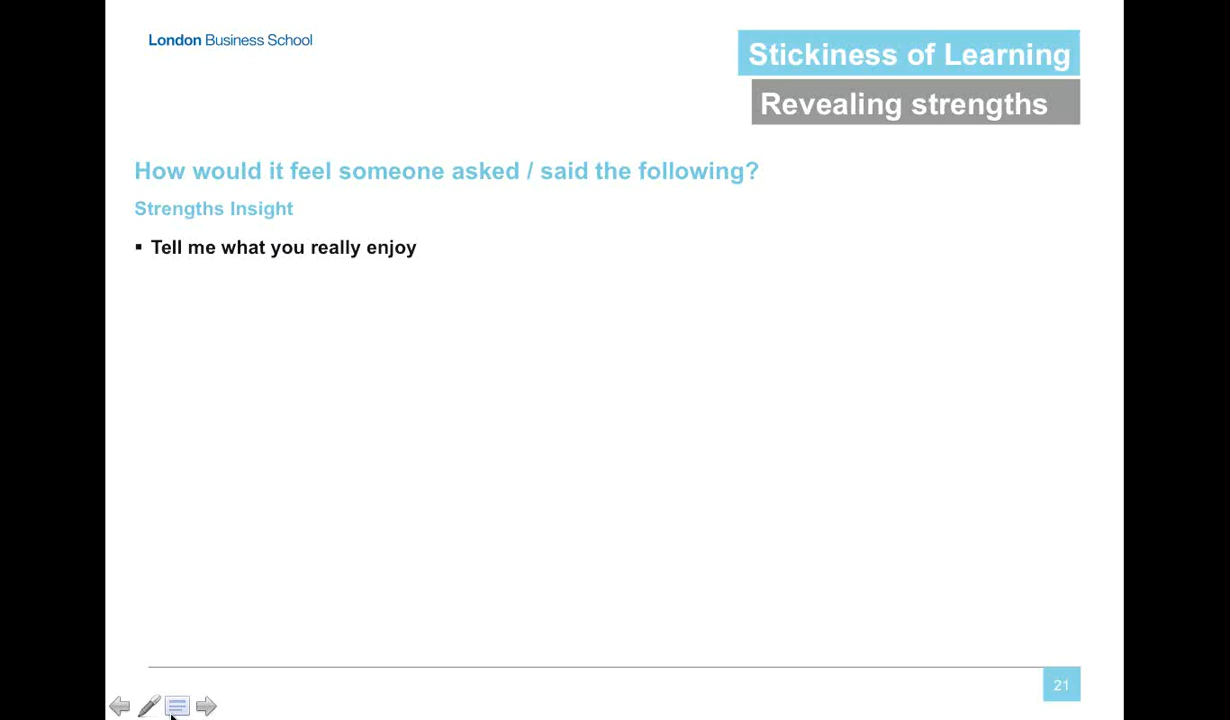 London Business School
Stickiness of Learning
Revealing strengths
How would it feel someone asked / said the following?
Strengths Insight
▪ Tell me what you really enjoy
21